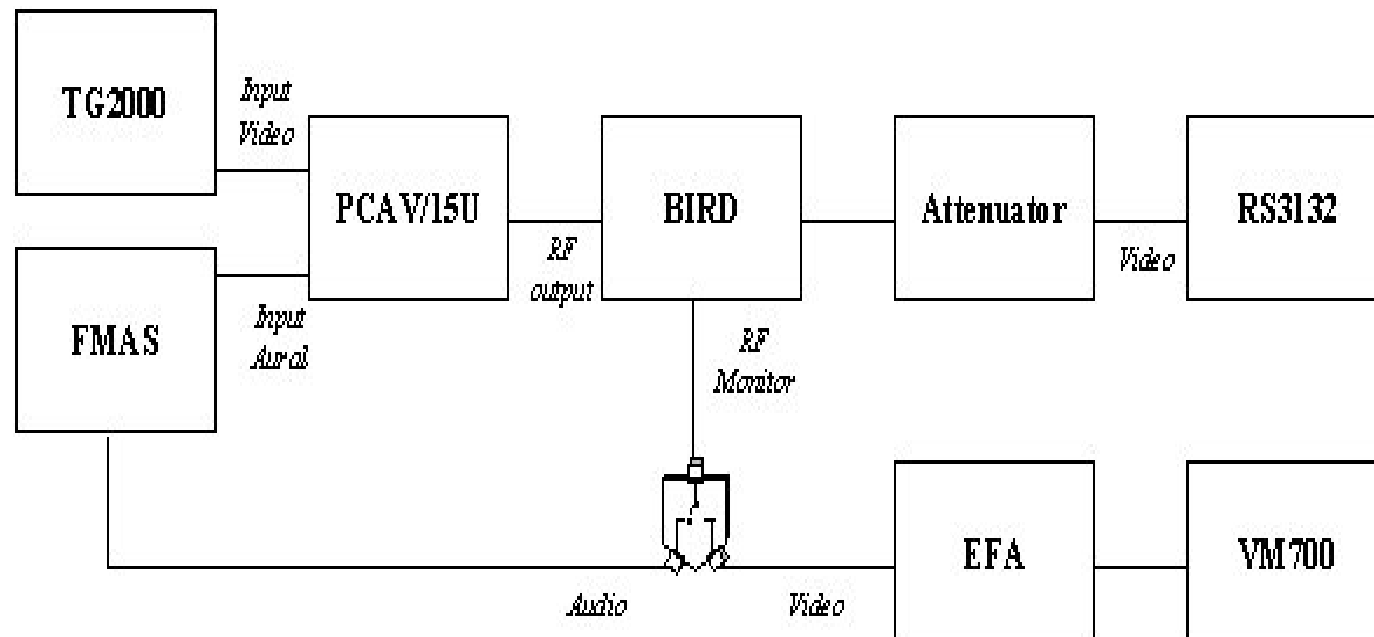 TG2000
Input
Video
PCAV/15U
BIRD
Attenuator
RS3132
RF
output
Video
FMAS
Input
Aural
RF
Monitor
EFA
VM700
Audio
Video